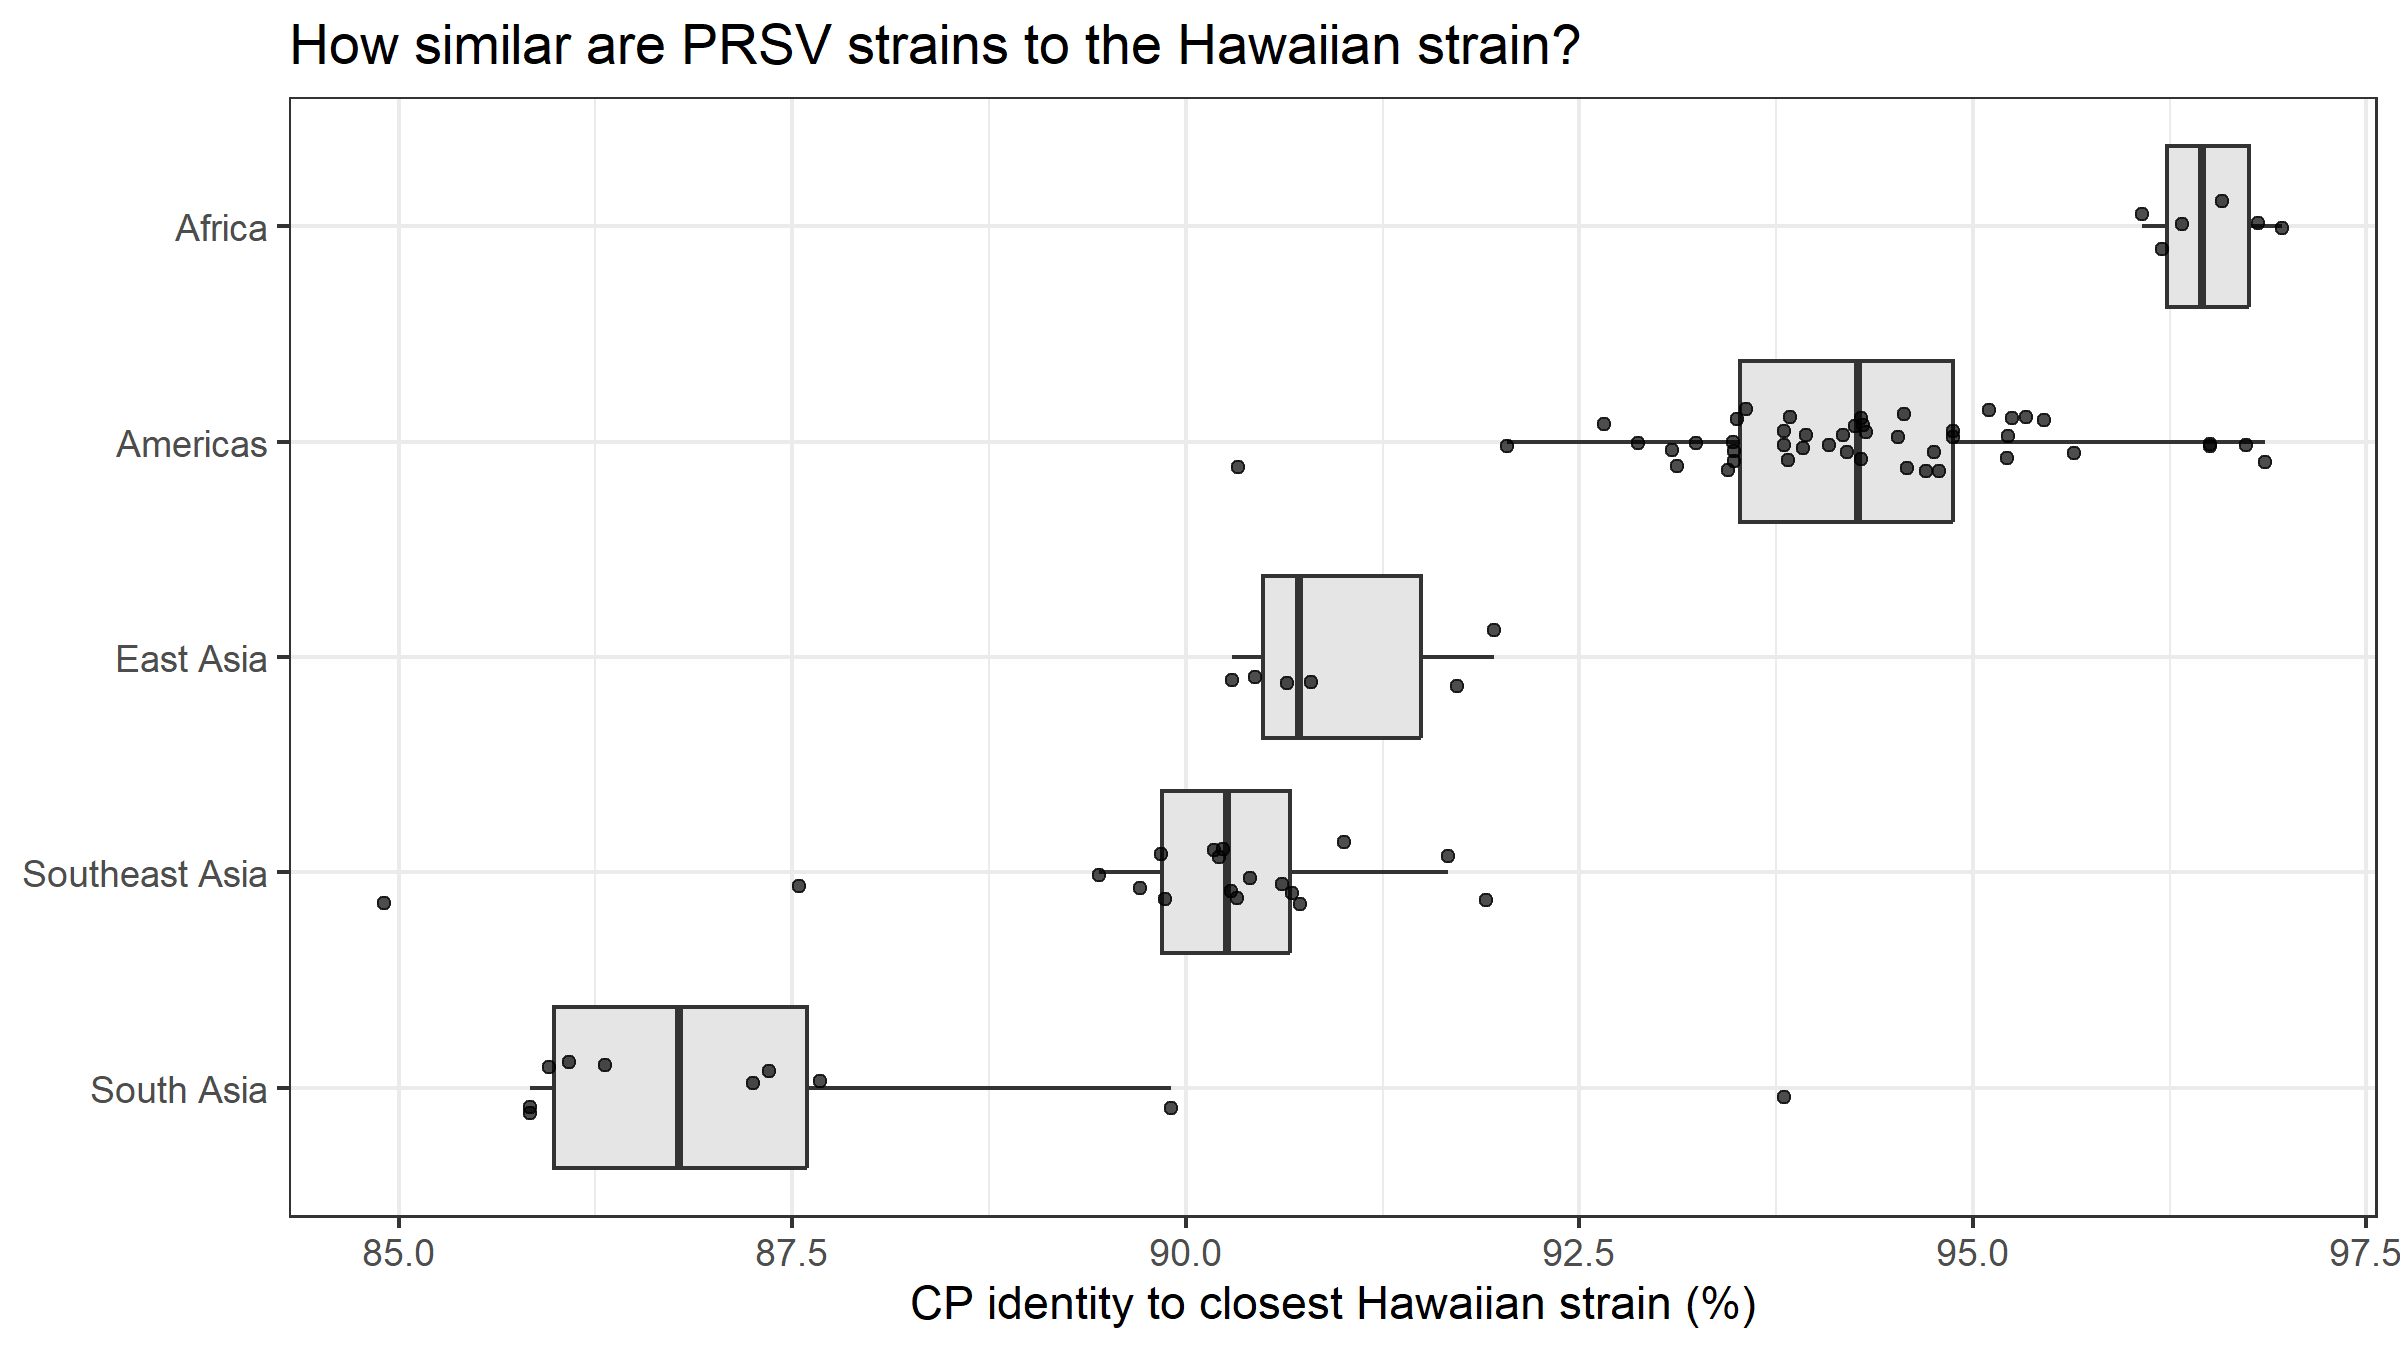 How similar are PRSV strains to the Hawaiian strain?
Africa
Americas
East Asia
Southeast Asia
South Asia
85.0 87.5 90.0 92.5 95.0 97.5
CP identity to closest Hawaiian strain (%)